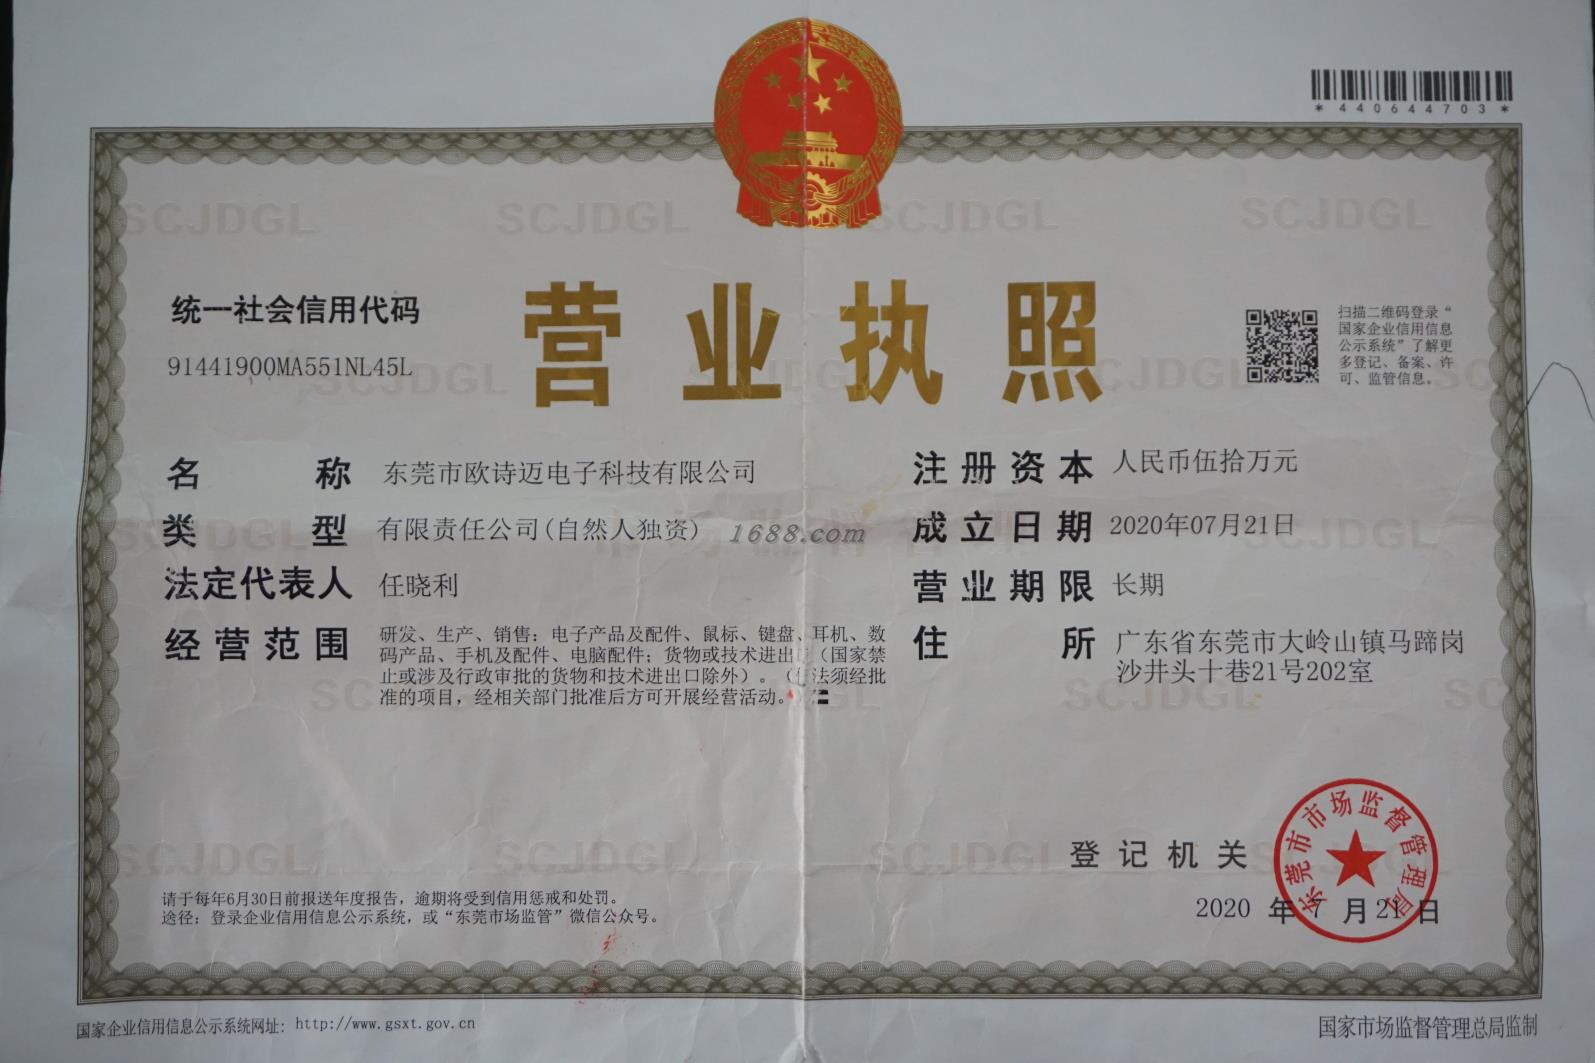 *440644703*
统一社会信用代码
91441900MA551NL45L
营业执照
扫描二维码登录“
国家企业信用信息
公示系统”了解更
多登记、备案、许
可、监管信息。
名称 东莞市欧诗迈电子科技有限公司
类型 有限责任公司(自然人独资)
1688.com
法定代表人 任晓利
经营范围 研发、生产、销售：电子产品及配件、鼠标、键盘、耳机、数
码产品、手机及配件、电脑配件；货物或技术进出（国家禁
止或涉及行政审批的货物和技术进出口除外）。（法须经批
准的项目，经相关部门批准后方可开展经营活动。
注册资本 人民币伍拾万元
成立日期 2020年07月21日
营业期限 长期
住所 广东省东莞市大岭山镇马蹄岗
沙井头十巷21号202室
登记机关
东莞市市场监督管理局
2020年7月21日
请于每年6月30日前报送年度报告，逾期将受到信用惩戒和处罚。
途径：登录企业信用信息公示系统，或“东莞市场监管”微信公众号。
国家企业信用信息公示系统网址：http://www.gsxt.gov.cn
国家市场监督管理总局监制
SCJDGL